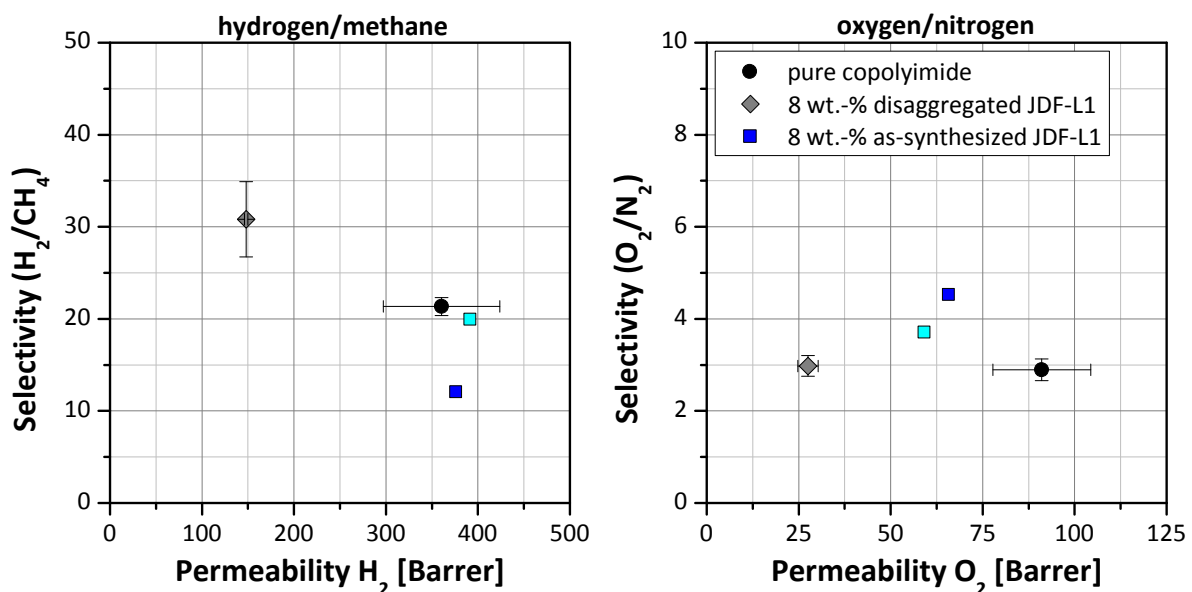 hydrogen/methane
50
40
30
20
10
0
Selectivity (H2/CH4)
0 100 200 300 400 500
Permeability H2 [Barrer]
oxygen/nitrogen
pure copolyimide
8 wt.-% disaggregated JDF-L1
8 wt.-% as-synthesized JDF-L1
10
8
6
4
2
0
Selectivity (O2/N2)
0 25 50 75 100 125
Permeability O2 [Barrer]